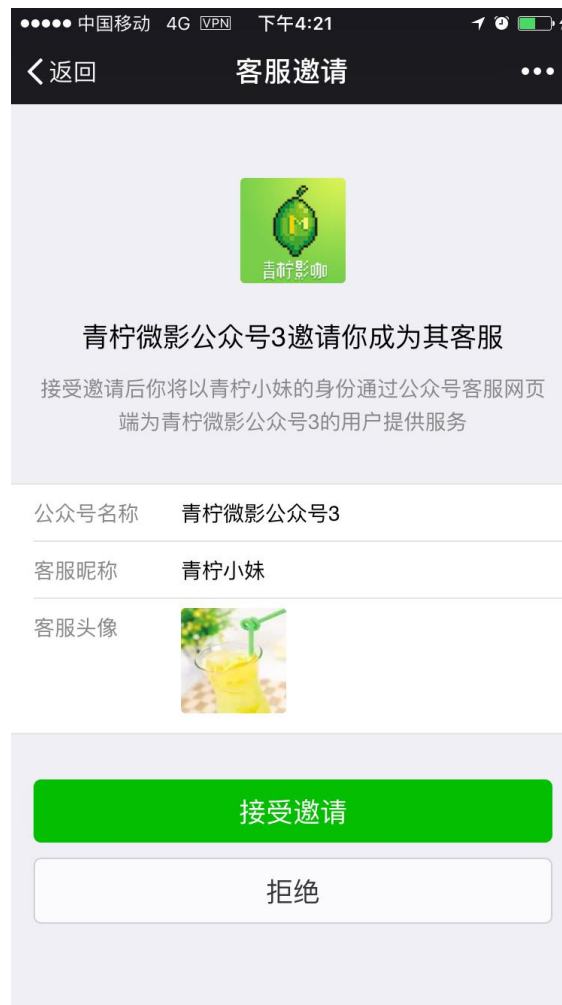 中国移动 4G VPN 下午4:21
返回 客服邀请
M
青柠影咖
青柠微影公众号3邀请你成为其客服
接受邀请后你将以青柠小妹的身份通过公众号客服网页
端为青柠微影公众号3的用户提供服务
公众号名称 青柠微影公众号3
客服昵称 青柠小妹
客服头像
接受邀请
拒绝